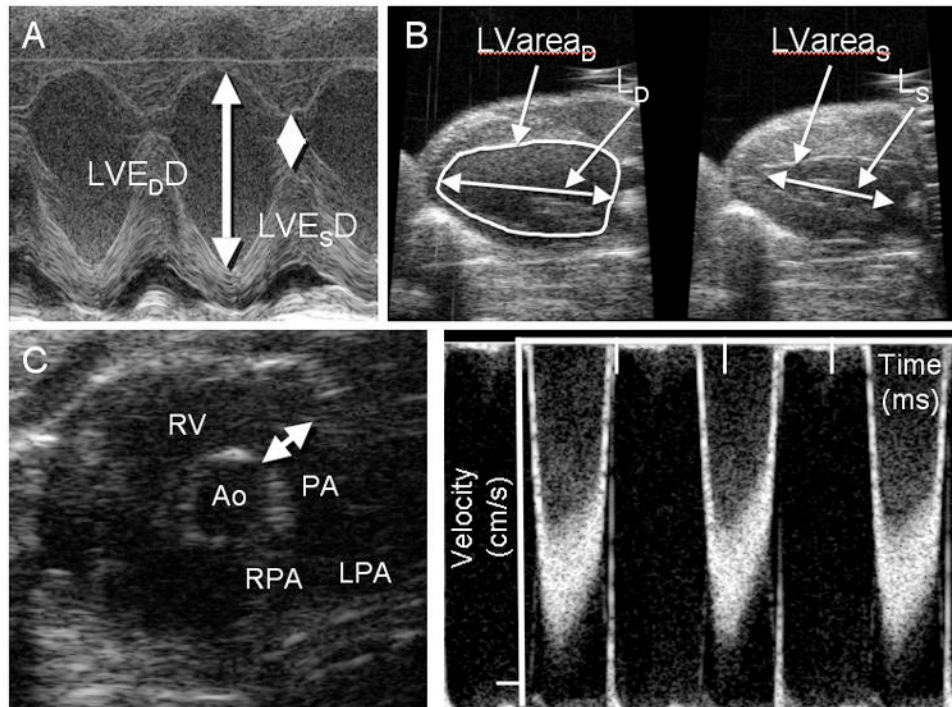 A
LVEDD
LVESD
B
LVareaD
LD
LVareaS
LS
C
RV
Ao
PA
RPA
LPA
Time
(ms)
Velocity
(cm/s)